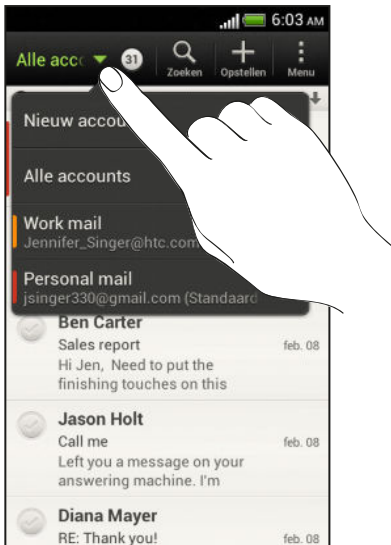 6:03 AM
Alle acc
31
Zoeken
Opstellen
Menu
Nieuw accou
Alle accounts
Work mail
Jennifer_Singer@htc.com
Personal mail
jsinger330@gmail.com (Standaard
Ben Carter
Sales report feb. 08
Hi Jen, Need to put the
finishing touches on this
Jason Holt
Call me feb. 08
Left you a message on your
answering machine. I'm
Diana Mayer
RE: Thank you! feb. 08